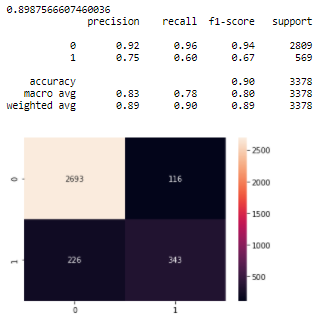 0.8987566607460036
precision recall f1-score support
0 0.92 0.96 0.94 2809
1 0.75 0.60 0.67 569
accuracy 0.90 3378
macro avg 0.83 0.78 0.80 3378
weighted avg 0.89 0.90 0.89 3378
2500
0 2693 116
2000
1500
1000
1 226 343
500
0 1